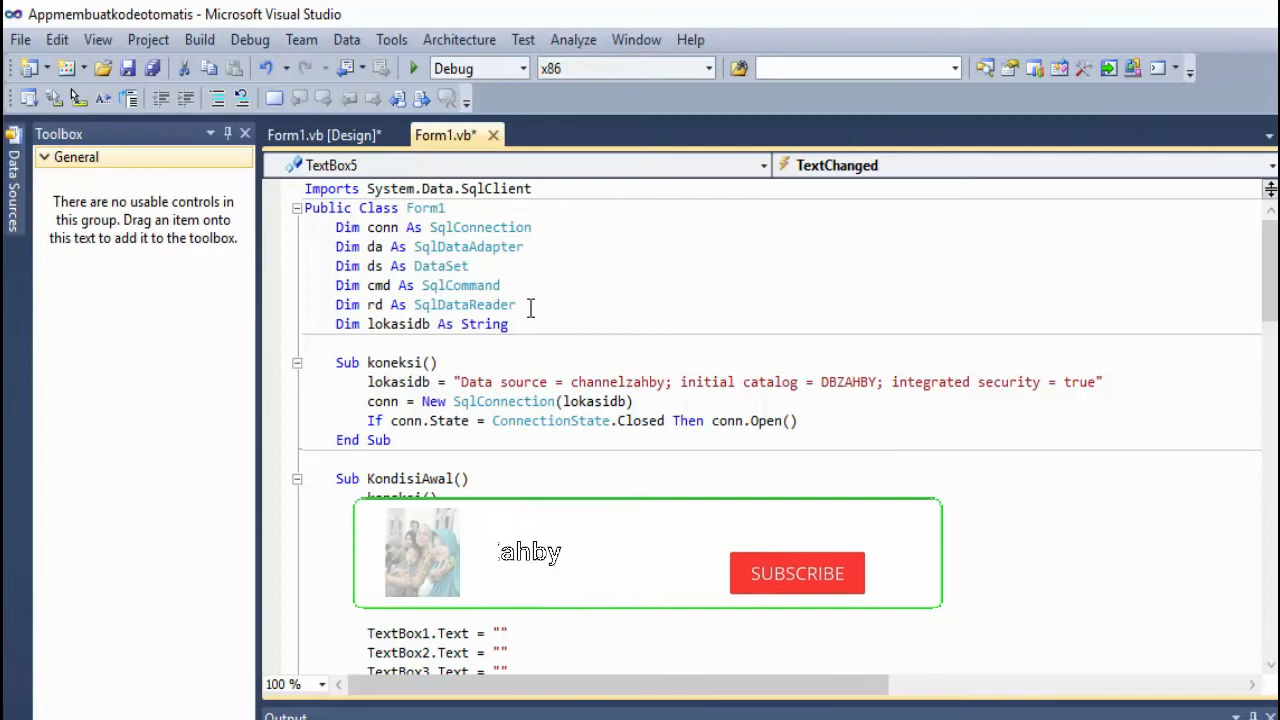 Appmembuatkodeotomatis - Microsoft Visual Studio
File Edit View Project Build Debug Team Data Tools Architecture Test Analyze Window Help
Debug x86
Toolbox
Form1.vb [Design]* Form1.vb*
General
TextBox5 TextChanged
Data Sources
There are no usable controls in
this group. Drag an item onto
this text to add it to the toolbox.
Imports System.Data.SqlClient
Public Class Form1
Dim conn As SqlConnection
Dim da As SqlDataAdapter
Dim ds As DataSet
Dim cmd As SqlCommand
Dim rd As SqlDataReader
Dim lokasidb As String
Sub koneksi()
lokasidb = "Data source = channelzahby; initial catalog = DBZAHBY; integrated security = true"
conn = New SqlConnection(lokasidb)
If conn.State = ConnectionState.Closed Then conn.Open()
End Sub
Sub KondisiAwal()
koneksi()
ahby
SUBSCRIBE
TextBox1.Text = ""
TextBox2.Text = ""
TextBox3.Text = ""
100 %
Output